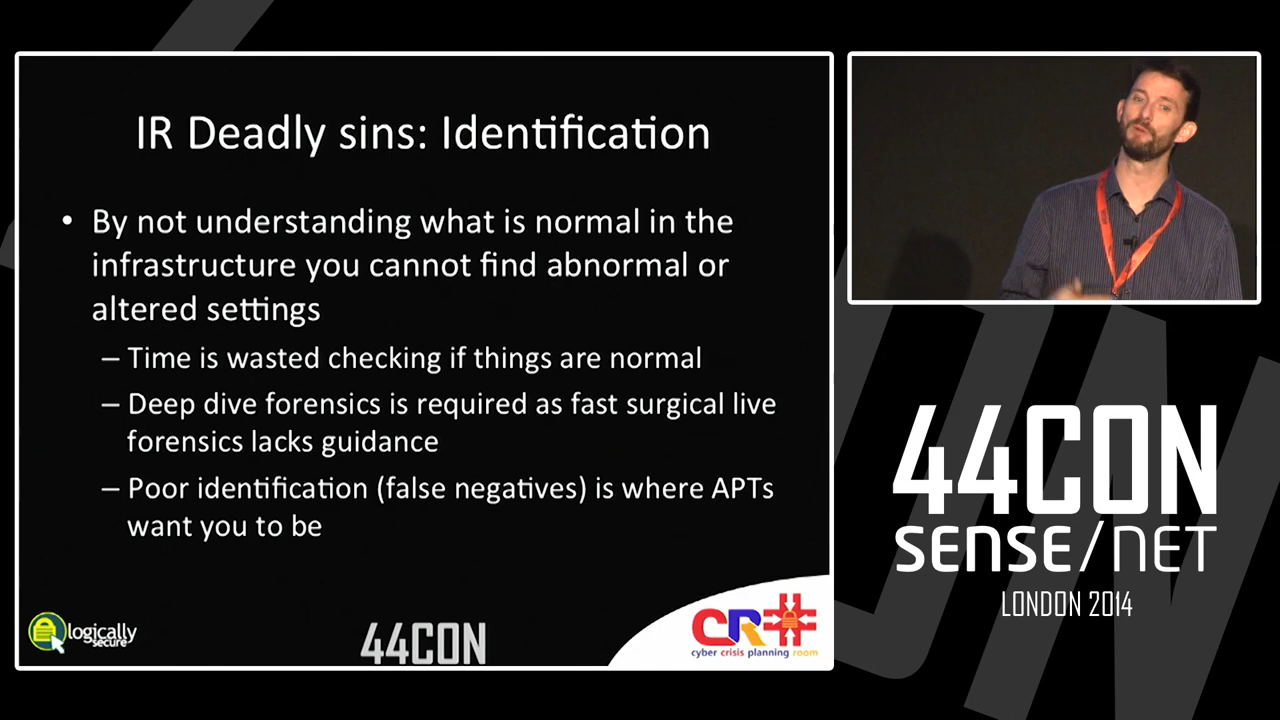 IR Deadly sins: Identification
• By not understanding what is normal in the
infrastructure you cannot find abnormal or
altered settings
– Time is wasted checking if things are normal
– Deep dive forensics is required as fast surgical live
forensics lacks guidance
– Poor identification (false negatives) is where APTs
want you to be
logically
secure
44CON
CR
cyber crisis planning room
44CON
SENSE/NET
LONDON 2014